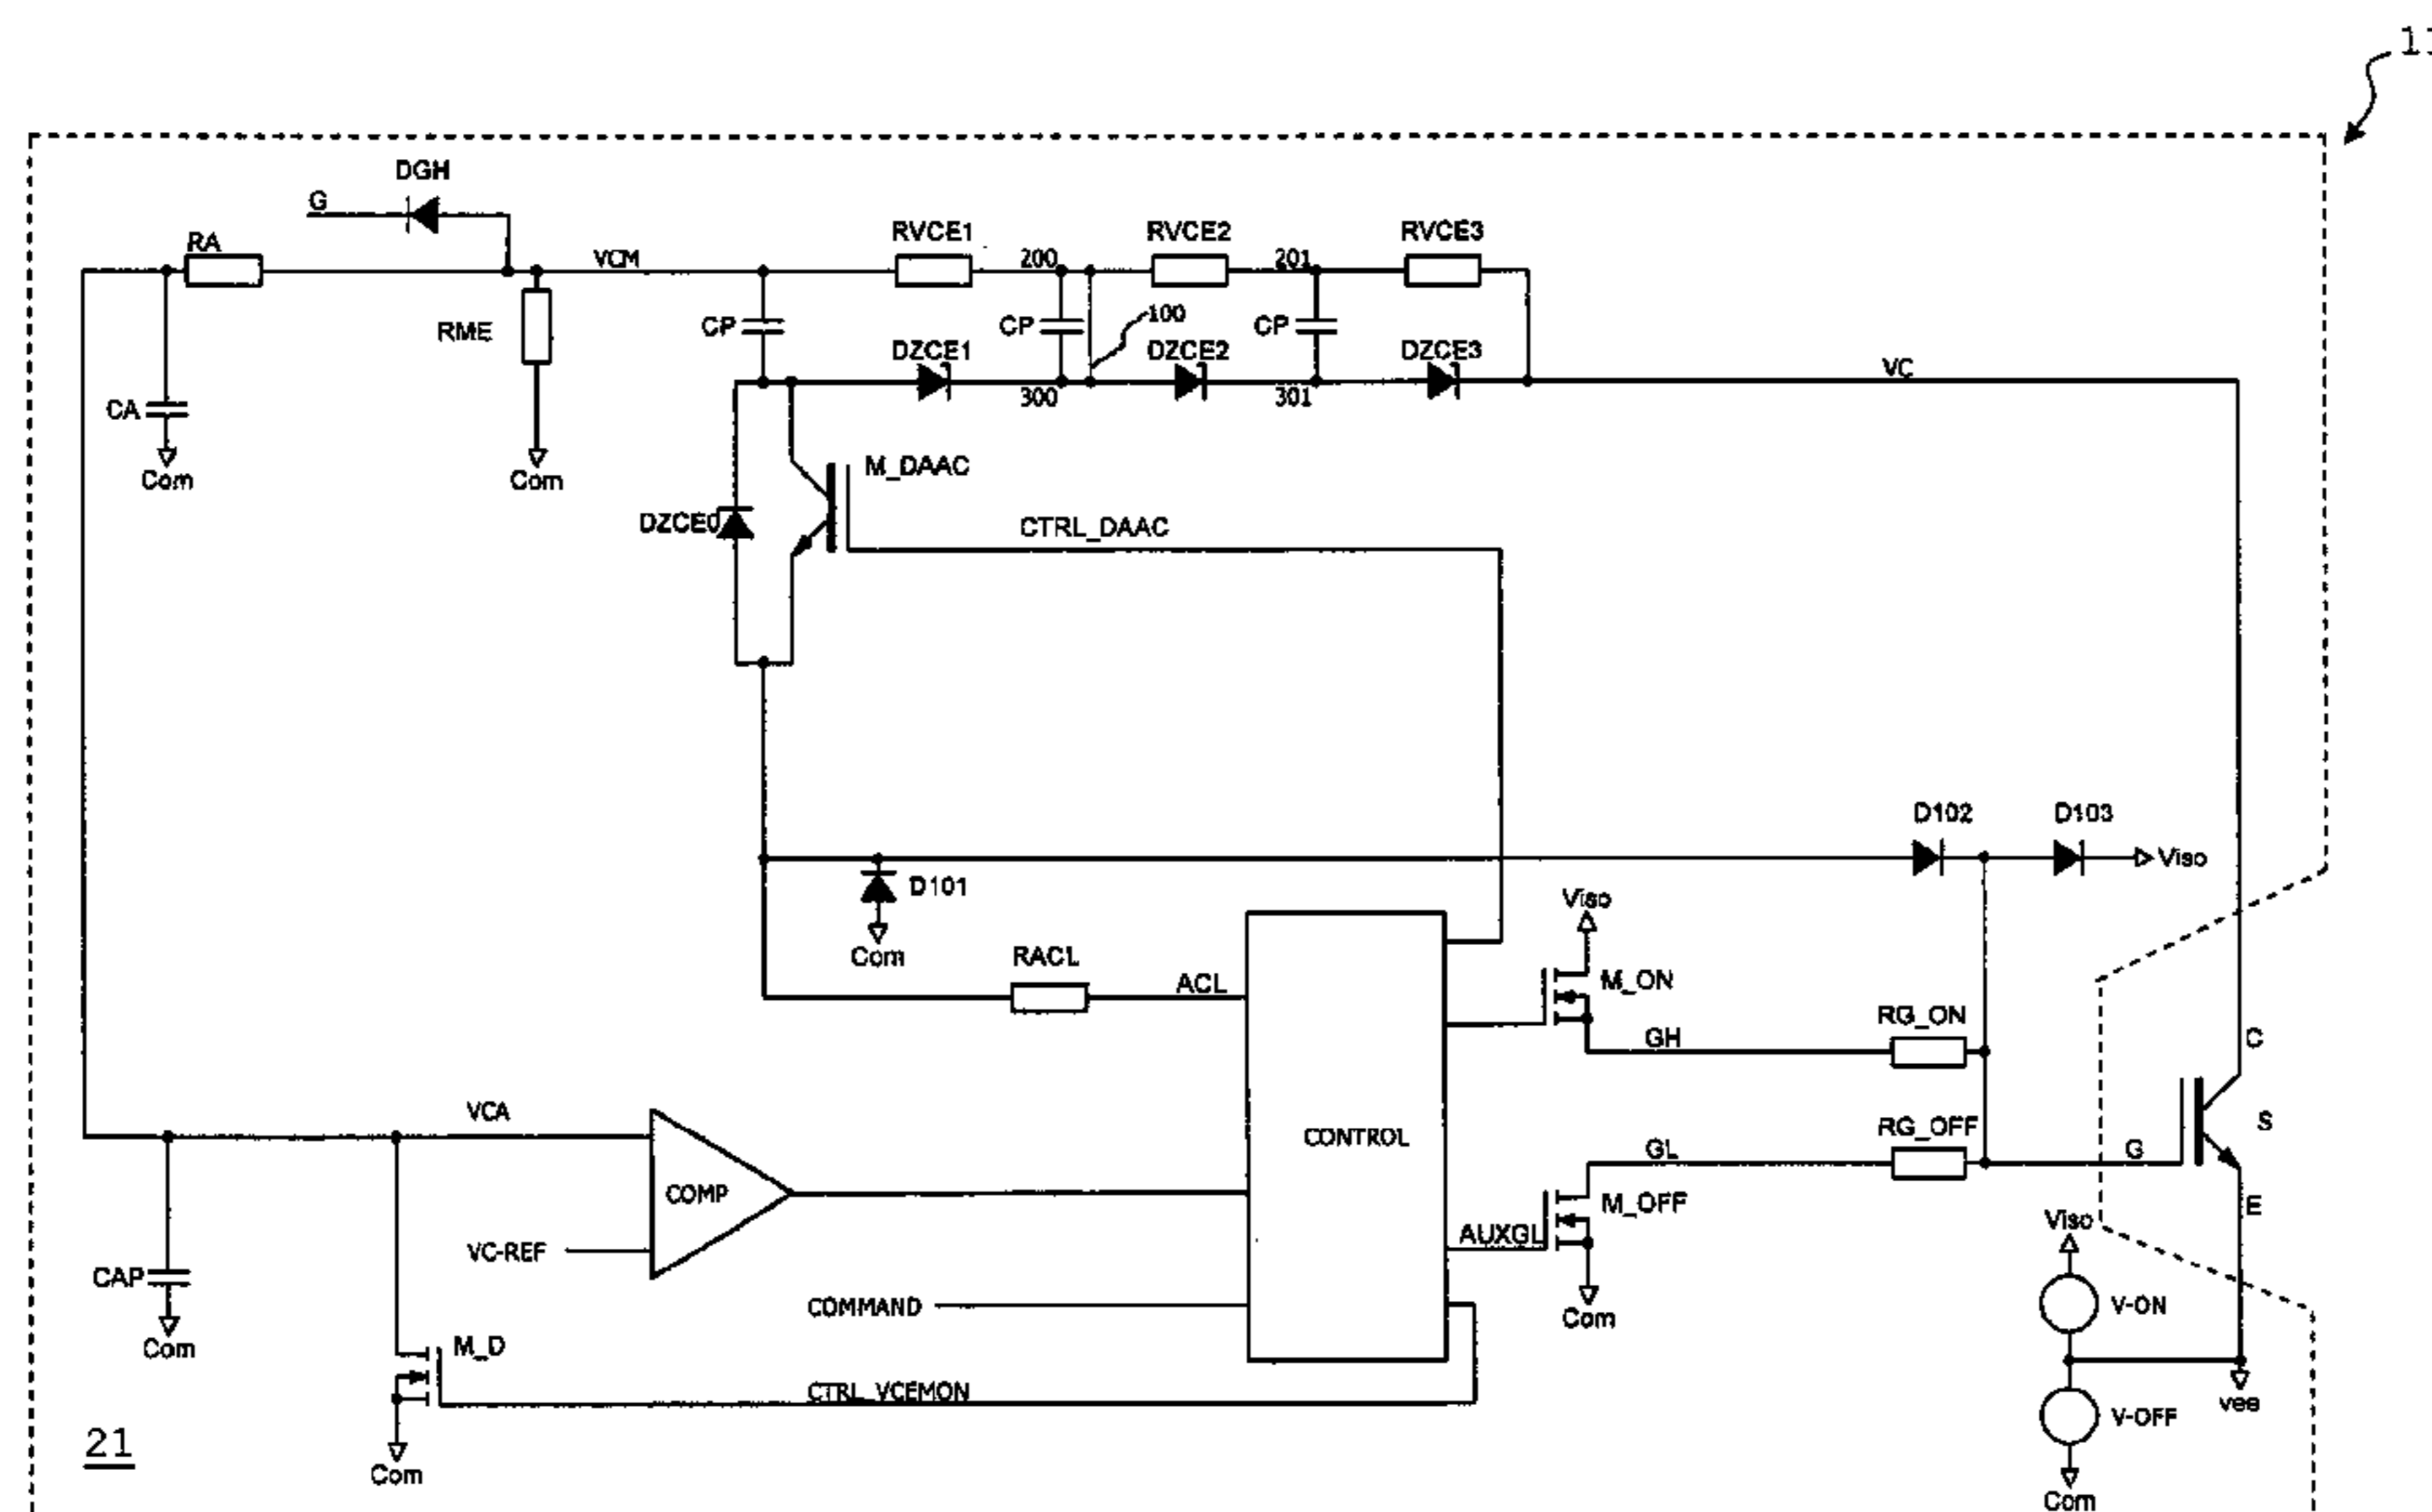 DGH
G
RA
VCM
RVCE1
RVCE2
RVCE3
200
201
RME
CP
CP
100
CP
DZCE1
DZCE2
DZCE3
VC
300
301
CA
Com
Com
M_DAAC
DZCE0
CTRL_DAAC
D102
D103
Viso
D101
Com
Viso
RACL
ACL
M_ON
RG_ON
GH
C
VCA
CONTROL
RG_OFF
S
GL
G
COMP
M_OFF
E
AUXGL
Viso
VC-REF
CAP
COMMAND
Com
V-ON
Com
M_D
CTRL_VCEMON
vee
V-OFF
21
Com
Com